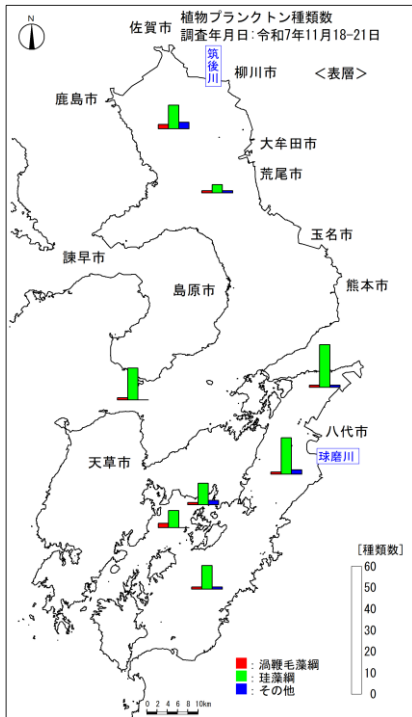 植物プランクトン種類数
調査年月日:令和7年11月18-21日
<表層>
N
佐賀市
筑後川
柳川市
鹿島市
大牟田市
荒尾市
玉名市
諫早市
島原市
熊本市
八代市
球磨川
天草市
[種類数]
60
50
40
30
20
10
0
:渦鞭毛藻綱
:珪藻綱
:その他
0 2 4 6 8 10km